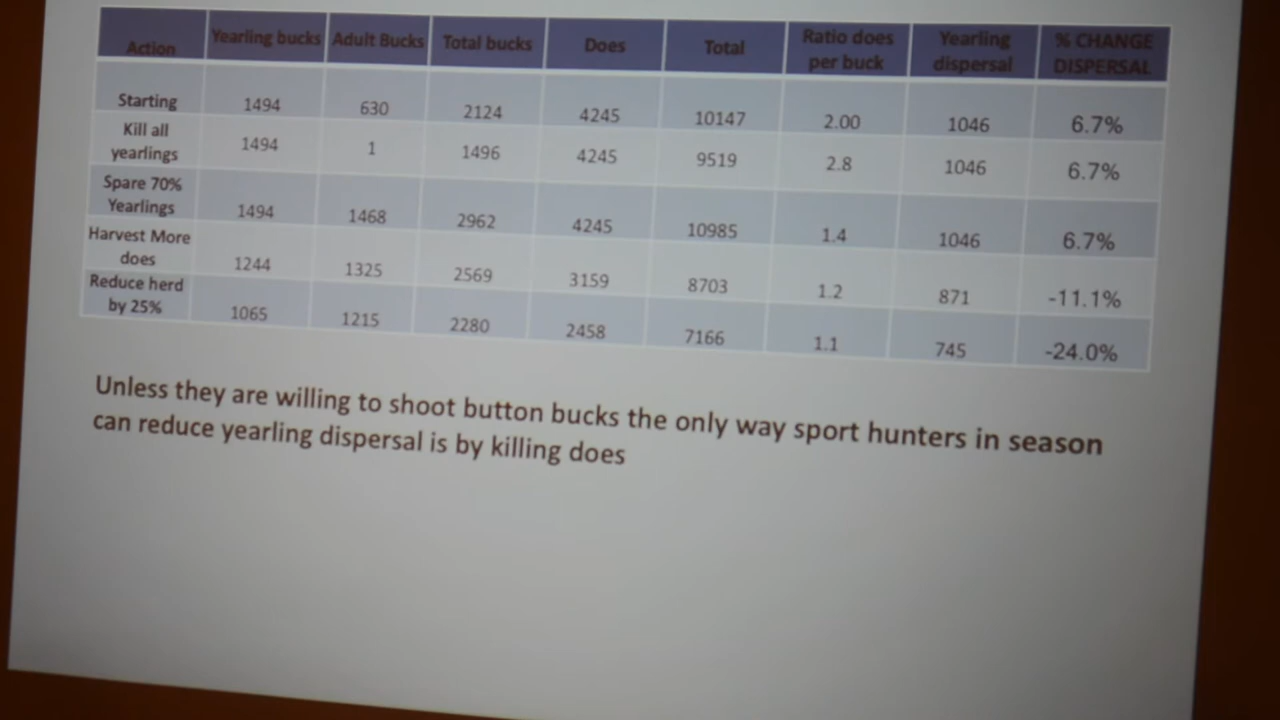 Action Yearling bucks Adult Bucks Total bucks Does Total Ratio does per buck Yearling dispersal % CHANGE DISPERSAL
Starting 1494 630 2124 4245 10147 2.00 1046 6.7%
Kill all yearlings 1494 1 1496 4245 9519 2.8 1046 6.7%
Spare 70% Yearlings 1494 1468 2962 4245 10985 1.4 1046 6.7%
Harvest More does 1244 1325 2569 3159 8703 1.2 871 -11.1%
Reduce herd by 25% 1065 1215 2280 2458 7166 1.1 745 -24.0%
Unless they are willing to shoot button bucks the only way sport hunters in season
can reduce yearling dispersal is by killing does